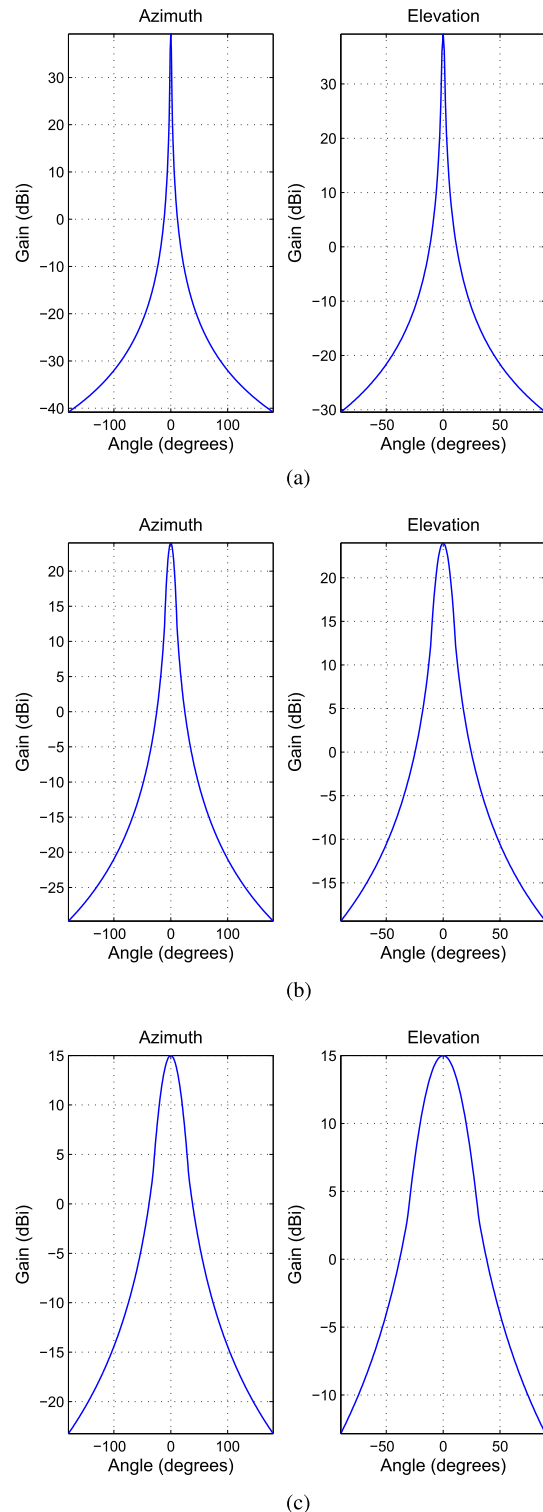 Azimuth Elevation
Gain (dBi) Gain (dBi)
30 30
20 20
10 10
0 0
−10 −10
−20 −20
−30 −30
−40
−100 0 100 −50 0 50
Angle (degrees) Angle (degrees)
(a)
Azimuth Elevation
Gain (dBi) Gain (dBi)
20 20
15 15
10 10
5 5
0 0
−5 −5
−10 −10
−15 −15
−20
−25
−100 0 100 −50 0 50
Angle (degrees) Angle (degrees)
(b)
Azimuth Elevation
Gain (dBi) Gain (dBi)
15 15
10 10
5 5
0 0
−5 −5
−10 −10
−15
−20
−100 0 100 −50 0 50
Angle (degrees) Angle (degrees)
(c)